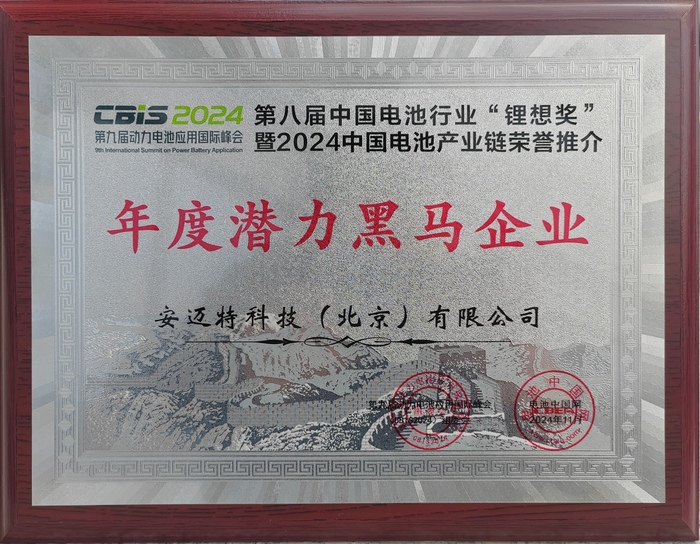 CBIS 2024
第九届动力电池应用国际峰会
9th International Summit on Power Battery Application
第八届中国电池行业“锂想奖”
暨2024中国电池产业链荣誉推介
年度潜力黑马企业
安迈特科技（北京）有限公司
第九届动力电池应用国际峰会
电池中国网
2024年11月